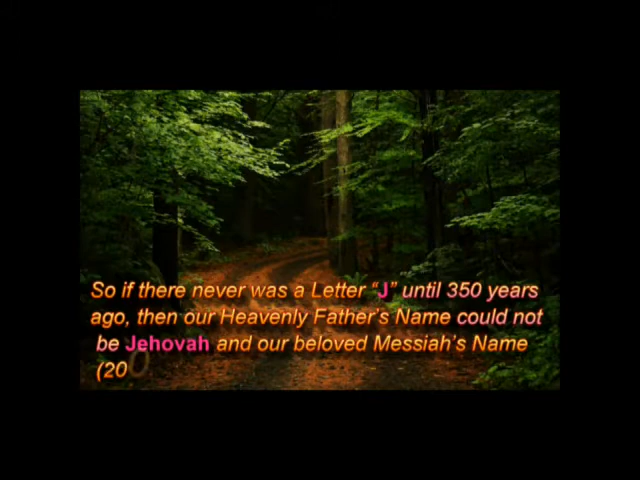 So if there never was a Letter “J” until 350 years
ago, then our Heavenly Father’s Name could not
be Jehovah and our beloved Messiah’s Name
(200